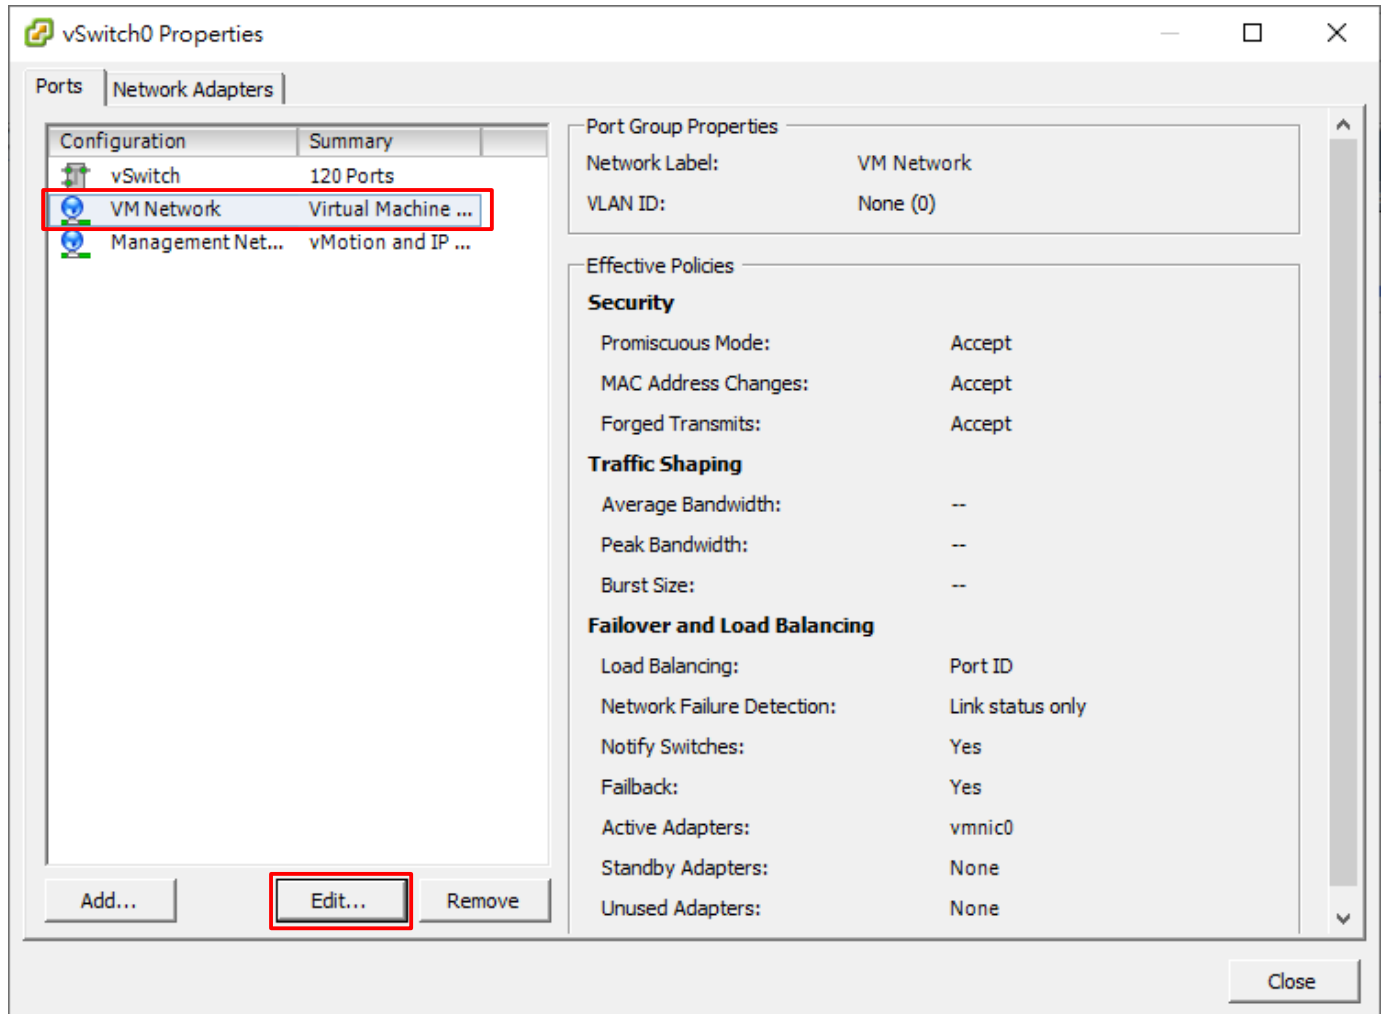 vSwitch0 Properties
Ports Network Adapters
Configuration Summary
vSwitch 120 Ports
VM Network Virtual Machine ...
Management Net... vMotion and IP ...
Add... Edit... Remove
Port Group Properties
Network Label: VM Network
VLAN ID: None (0)
Effective Policies
Security
Promiscuous Mode: Accept
MAC Address Changes: Accept
Forged Transmits: Accept
Traffic Shaping
Average Bandwidth: --
Peak Bandwidth: --
Burst Size: --
Failover and Load Balancing
Load Balancing: Port ID
Network Failure Detection: Link status only
Notify Switches: Yes
Failback: Yes
Active Adapters: vmnic0
Standby Adapters: None
Unused Adapters: None
Close